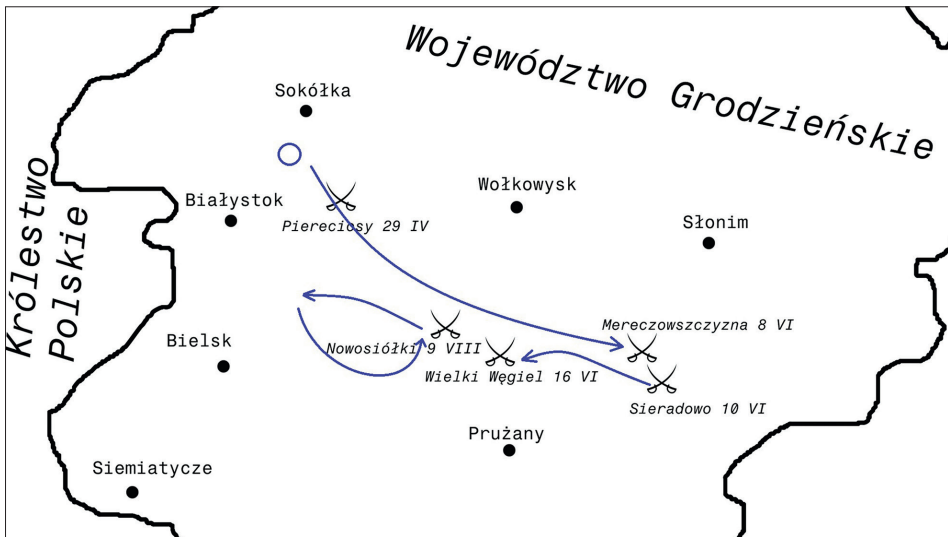 Województwo Grodzieńskie
Sokółka
Królestwo
Polskie
Białystok
Wołkowysk
Piereciosy 29 IV
Słonim
Mereczowszczyzna 8 VI
Bielsk
Nowosiółki 9 VIII
Wielki Węgiel 16 VI
Sieradowo 10 VI
Prużany
Siemiatycze